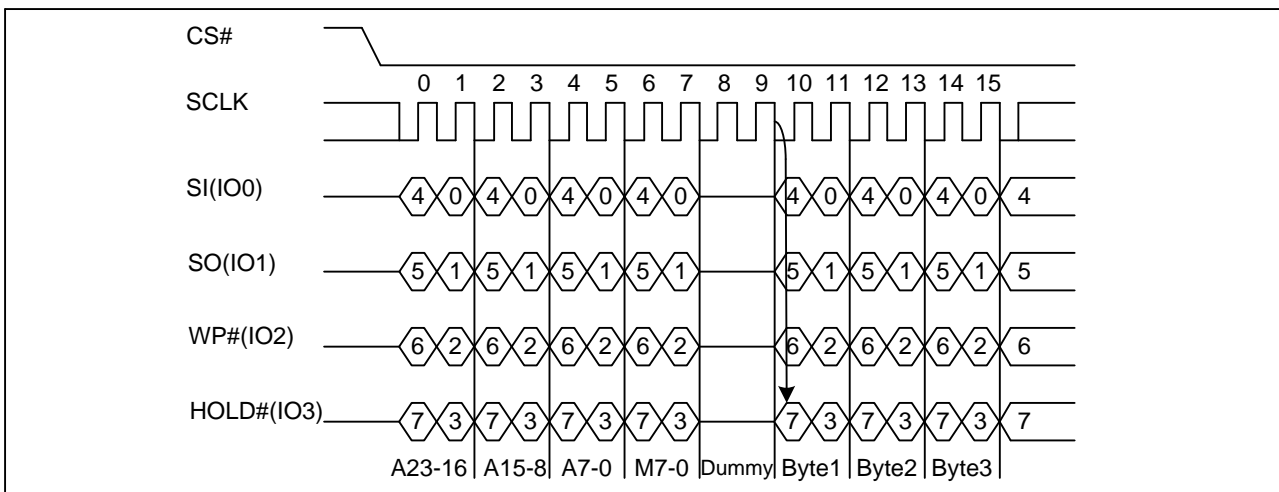 CS#
0 1 2 3 4 5 6 7 8 9 10 11 12 13 14 15
SCLK
SI(IO0) 4 0 4 0 4 0 4 0 4 0 4 0 4 0 4
SO(IO1) 5 1 5 1 5 1 5 1 5 1 5 1 5 1 5
WP#(IO2) 6 2 6 2 6 2 6 2 6 2 6 2 6 2 6
HOLD#(IO3) 7 3 7 3 7 3 7 3 7 3 7 3 7 3 7
A23-16 A15-8 A7-0 M7-0 Dummy Byte1 Byte2 Byte3